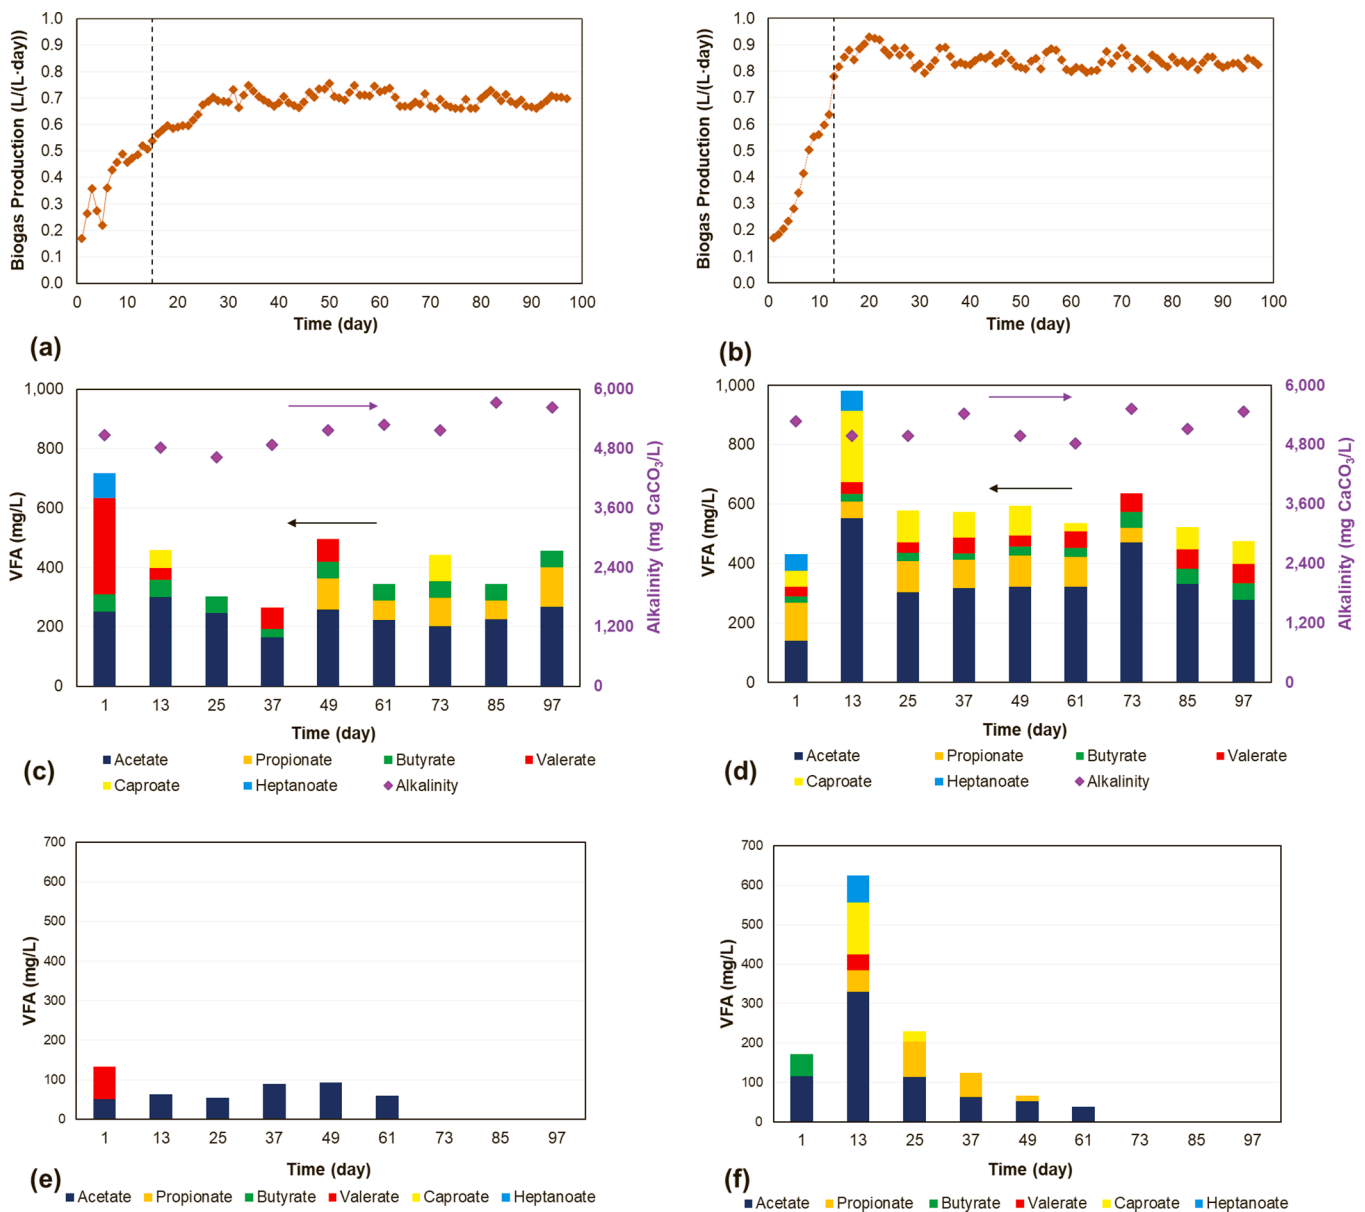 1.0
0.9
0.8
0.7
0.6
0.5
0.4
0.3
0.2
0.1
0.0
Biogas Production (L/(L·day))
0 10 20 30 40 50 60 70 80 90 100
Time (day)
(a)
1.0
0.9
0.8
0.7
0.6
0.5
0.4
0.3
0.2
0.1
0.0
Biogas Production (L/(L·day))
0 10 20 30 40 50 60 70 80 90 100
Time (day)
(b)
1,000
800
600
400
200
0
VFA (mg/L)
6,000
4,800
3,600
2,400
1,200
0
Alkalinity (mg CaCO3/L)
1 13 25 37 49 61 73 85 97
Time (day)
Acetate Propionate Butyrate Valerate
(c)
Caproate Heptanoate Alkalinity
1,000
800
600
400
200
0
VFA (mg/L)
6,000
4,800
3,600
2,400
1,200
0
Alkalinity (mg CaCO3/L)
1 13 25 37 49 61 73 85 97
Time (day)
Acetate Propionate Butyrate Valerate
(d)
Caproate Heptanoate Alkalinity
700
600
500
400
300
200
100
0
VFA (mg/L)
1 13 25 37 49 61 73 85 97
Time (day)
(e)
Acetate Propionate Butyrate Valerate Caproate Heptanoate
700
600
500
400
300
200
100
0
VFA (mg/L)
1 13 25 37 49 61 73 85 97
Time (day)
(f)
Acetate Propionate Butyrate Valerate Caproate Heptanoate